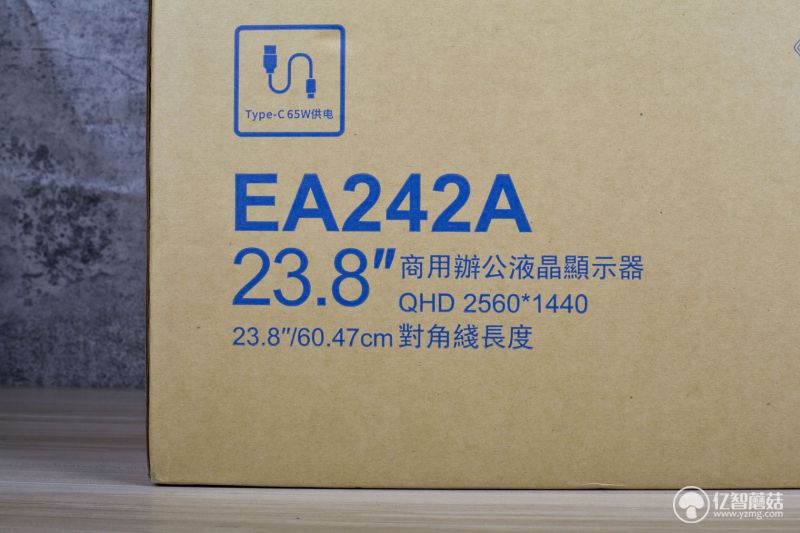 Type-C 65W供电
EA242A
23.8″ 商用辦公液晶顯示器
QHD 2560*1440
23.8″/60.47cm 對角綫長度
亿智蘑菇
www.yzmg.com